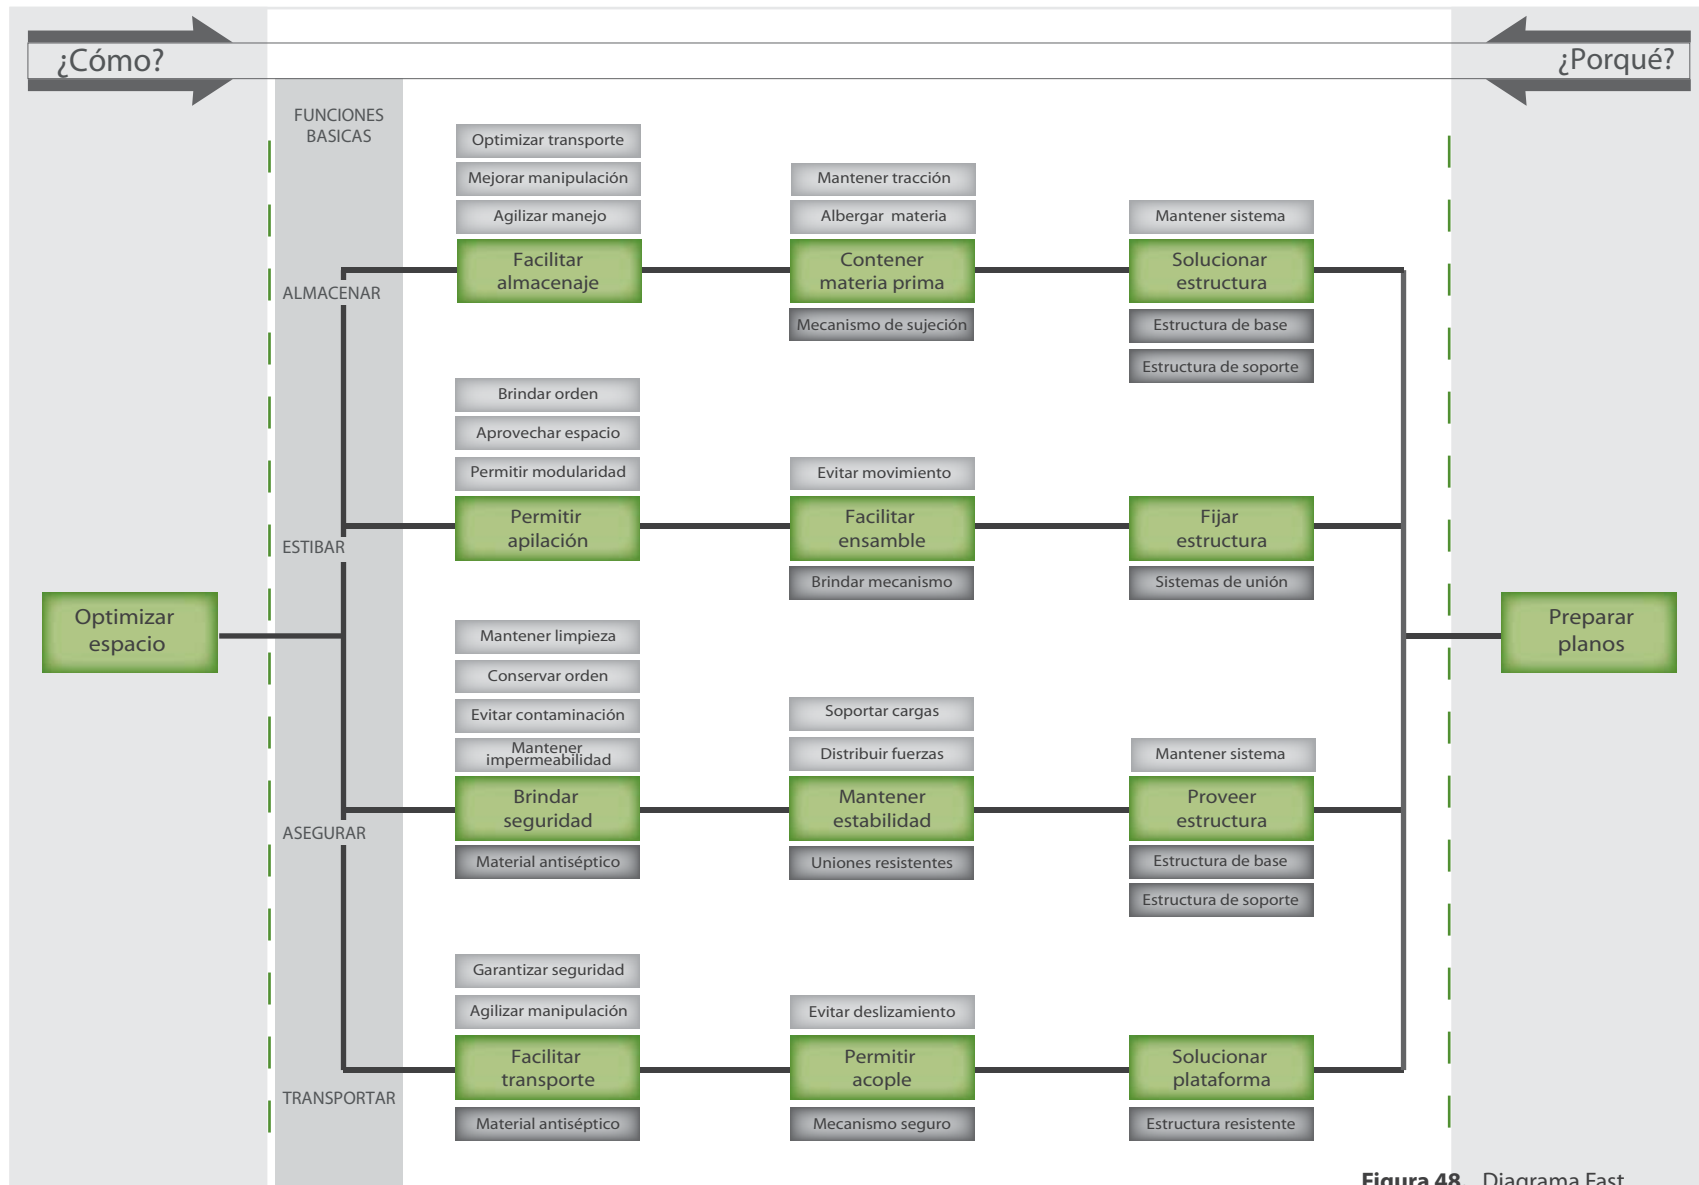 ¿Cómo?
¿Porqué?
FUNCIONES
BASICAS
Optimizar transporte
Mejorar manipulación
Agilizar manejo
Facilitar
almacenaje
Mantener tracción
Albergar materia
Contener
materia prima
Mecanismo de sujeción
Mantener sistema
Solucionar
estructura
Estructura de base
Estructura de soporte
ALMACENAR
Brindar orden
Aprovechar espacio
Permitir modularidad
Permitir
apilación
Evitar movimiento
Facilitar
ensamble
Brindar mecanismo
Fijar
estructura
Sistemas de unión
ESTIBAR
Optimizar
espacio
Preparar
planos
Mantener limpieza
Conservar orden
Evitar contaminación
Mantener
impermeabilidad
Brindar
seguridad
Material antiséptico
Soportar cargas
Distribuir fuerzas
Mantener
estabilidad
Uniones resistentes
Mantener sistema
Proveer
estructura
Estructura de base
Estructura de soporte
ASEGURAR
Garantizar seguridad
Agilizar manipulación
Facilitar
transporte
Material antiséptico
Evitar deslizamiento
Permitir
acople
Mecanismo seguro
Solucionar
plataforma
Estructura resistente
TRANSPORTAR
Figura 48. Diagrama Fast